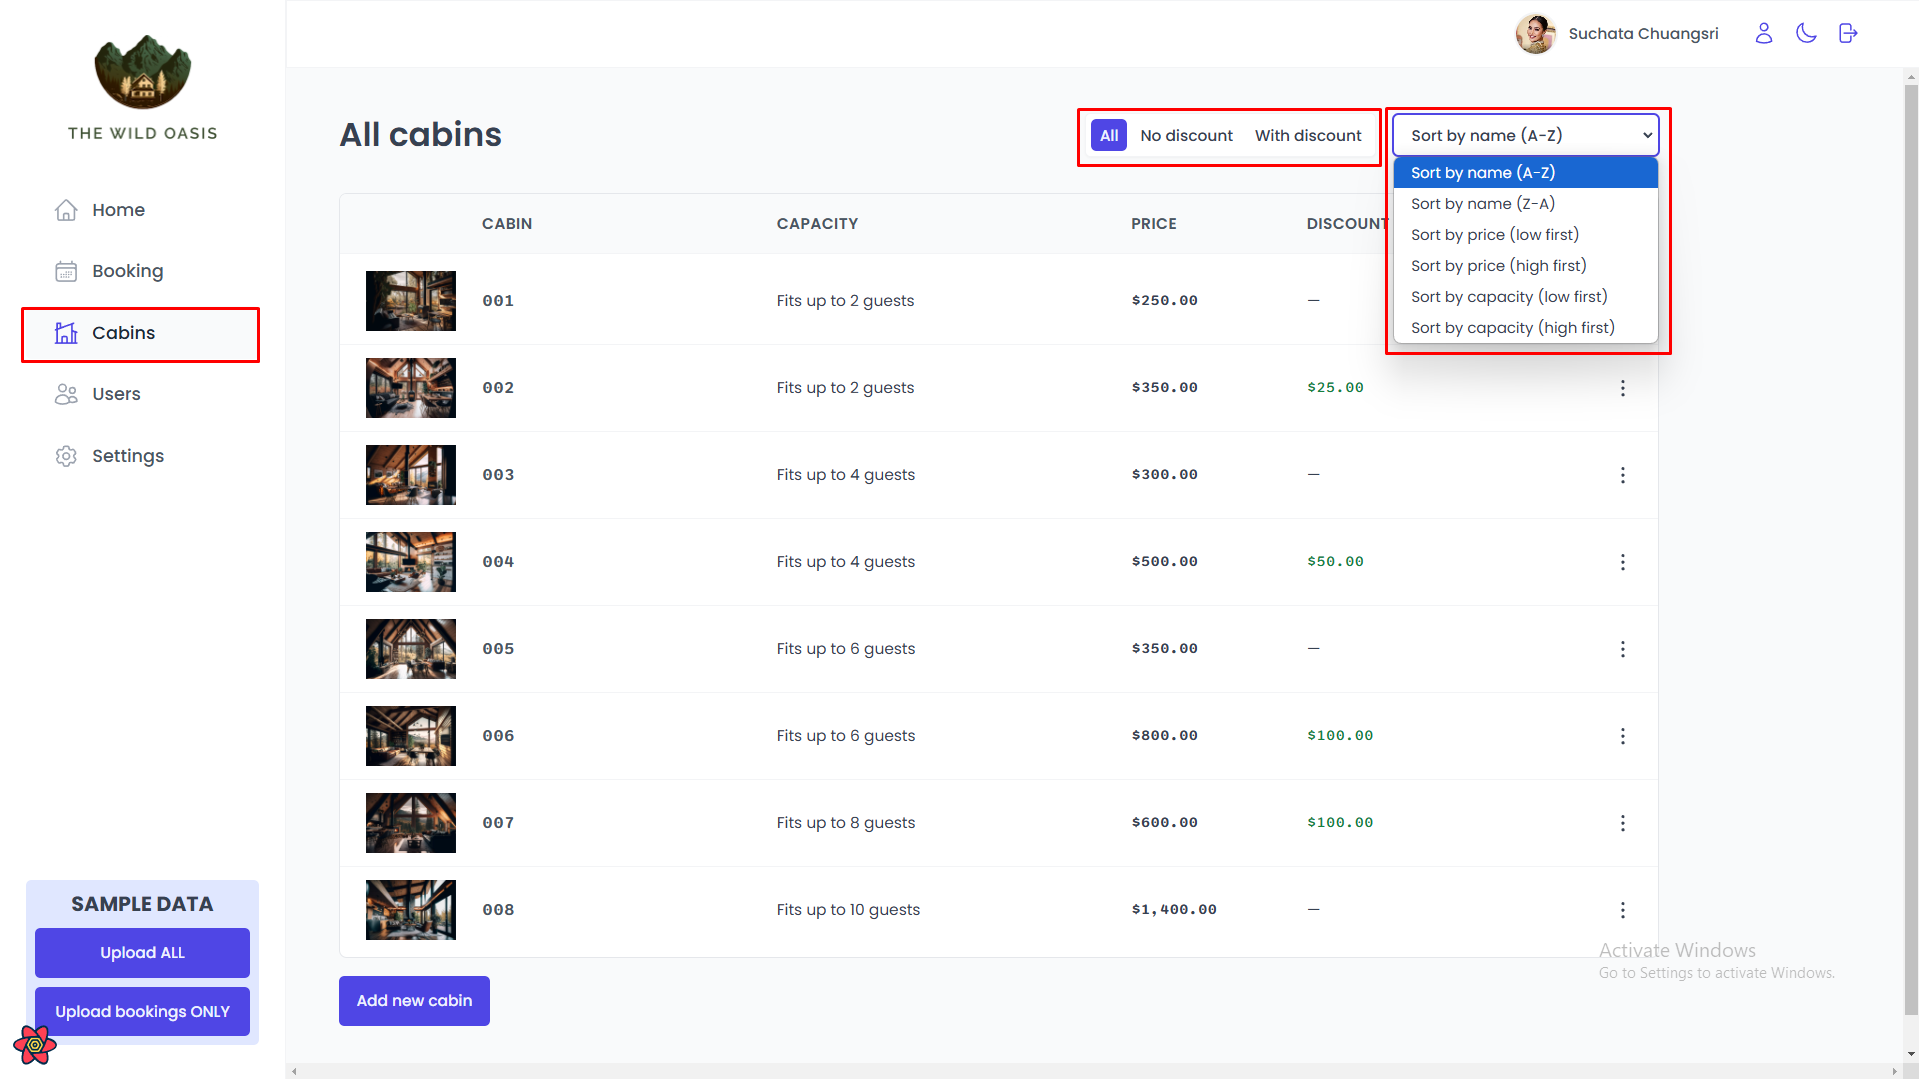 Suchata Chuangsri
THE WILD OASIS
Home
Booking
Cabins
Users
Settings
SAMPLE DATA
Upload ALL
Upload bookings ONLY
All cabins
All No discount With discount
Sort by name (A-Z)
Sort by name (A-Z)
Sort by name (Z-A)
Sort by price (low first)
Sort by price (high first)
Sort by capacity (low first)
Sort by capacity (high first)
CABIN CAPACITY PRICE DISCOUNT
001 Fits up to 2 guests $250.00 —
002 Fits up to 2 guests $350.00 $25.00
003 Fits up to 4 guests $300.00 —
004 Fits up to 4 guests $500.00 $50.00
005 Fits up to 6 guests $350.00 —
006 Fits up to 6 guests $800.00 $100.00
007 Fits up to 8 guests $600.00 $100.00
008 Fits up to 10 guests $1,400.00 —
Add new cabin
Activate Windows
Go to Settings to activate Windows.